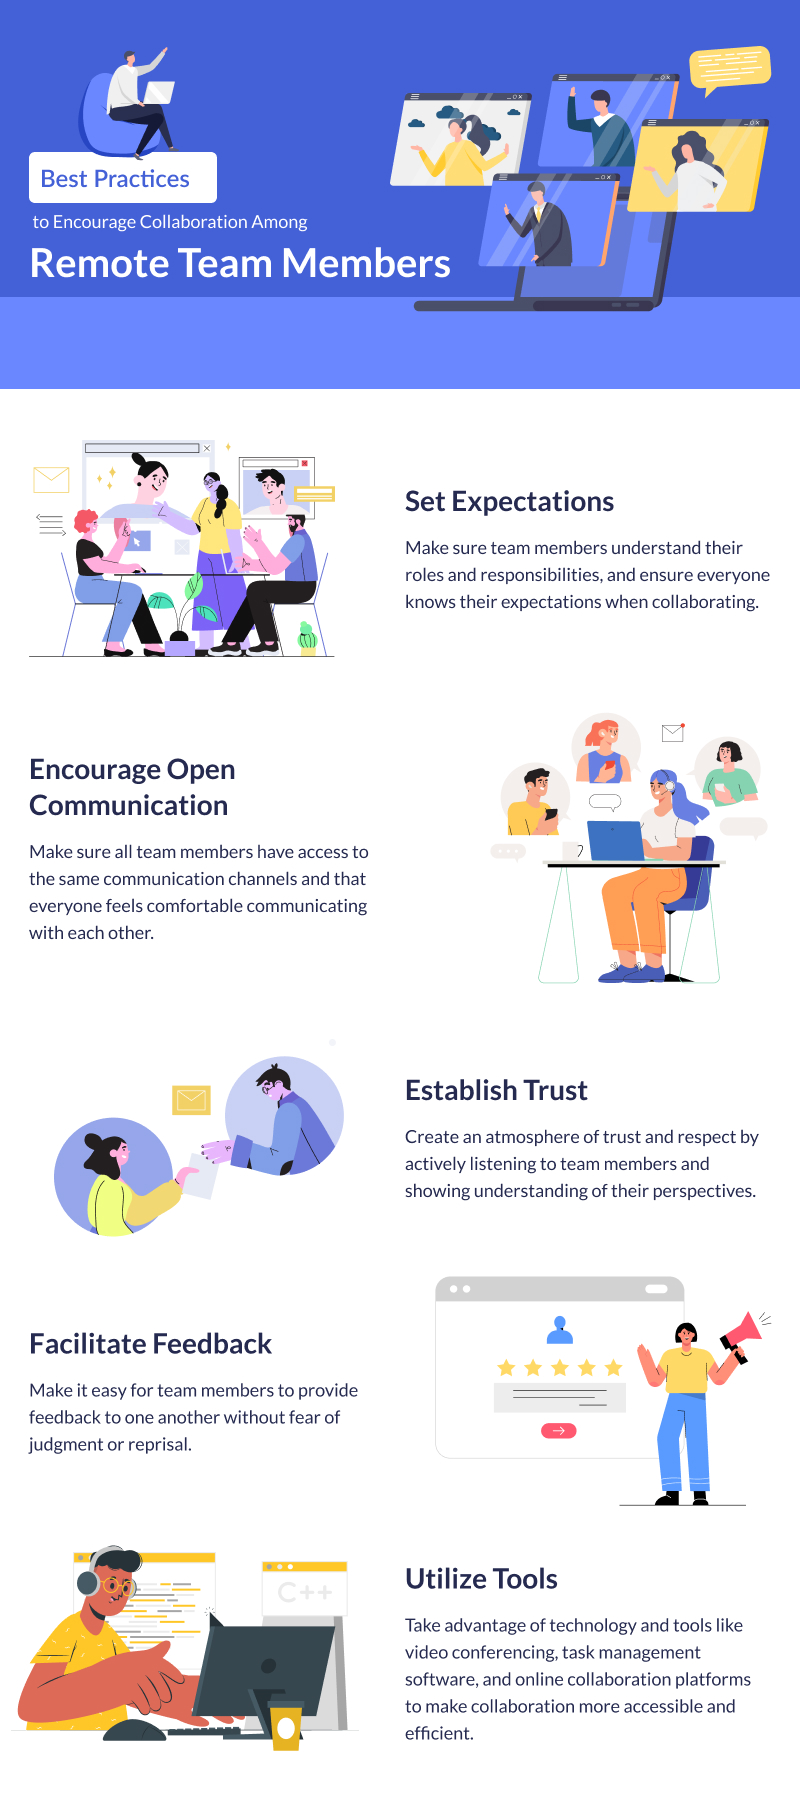 Best Practices
to Encourage Collaboration Among
Remote Team Members
Set Expectations
Make sure team members understand their
roles and responsibilities, and ensure everyone
knows their expectations when collaborating.
Encourage Open
Communication
Make sure all team members have access to
the same communication channels and that
everyone feels comfortable communicating
with each other.
Establish Trust
Create an atmosphere of trust and respect by
actively listening to team members and
showing understanding of their perspectives.
Facilitate Feedback
Make it easy for team members to provide
feedback to one another without fear of
judgment or reprisal.
C++
Utilize Tools
Take advantage of technology and tools like
video conferencing, task management
software, and online collaboration platforms
to make collaboration more accessible and
efficient.